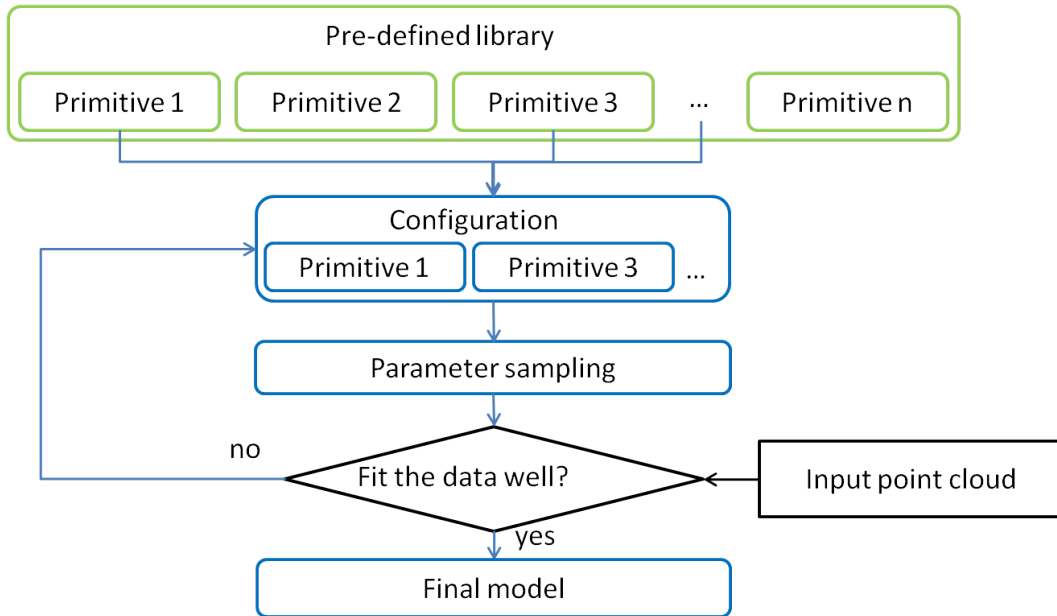 Pre-defined library
Primitive 1
Primitive 2
Primitive 3
...
Primitive n
Configuration
Primitive 1
Primitive 3
...
Parameter sampling
no
Fit the data well?
Input point cloud
yes
Final model